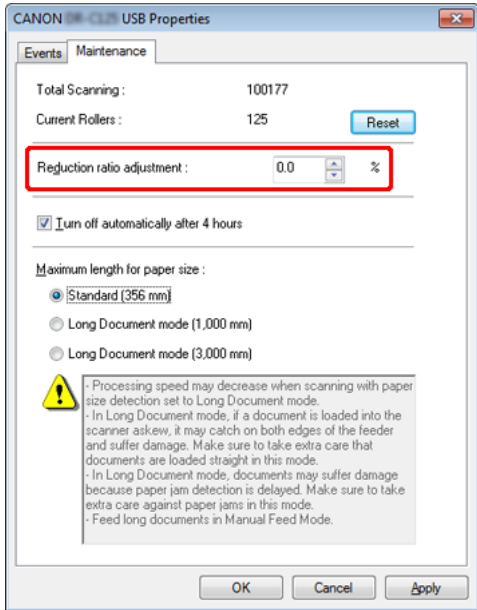 CANON USB Properties
Events Maintenance
Total Scanning : 100177
Current Rollers : 125 Reset
Reduction ratio adjustment : 0.0 %
Turn off automatically after 4 hours
Maximum length for paper size :
Standard (356 mm)
Long Document mode (1,000 mm)
Long Document mode (3,000 mm)
- Processing speed may decrease when scanning with paper
size detection set to Long Document mode.
- In Long Document mode, if a document is loaded into the
scanner askew, it may catch on both edges of the feeder
and suffer damage. Make sure to take extra care that
documents are loaded straight in this mode.
- In Long Document mode, documents may suffer damage
because paper jam detection is delayed. Make sure to take
extra care against paper jams in this mode.
- Feed long documents in Manual Feed Mode.
OK Cancel Apply